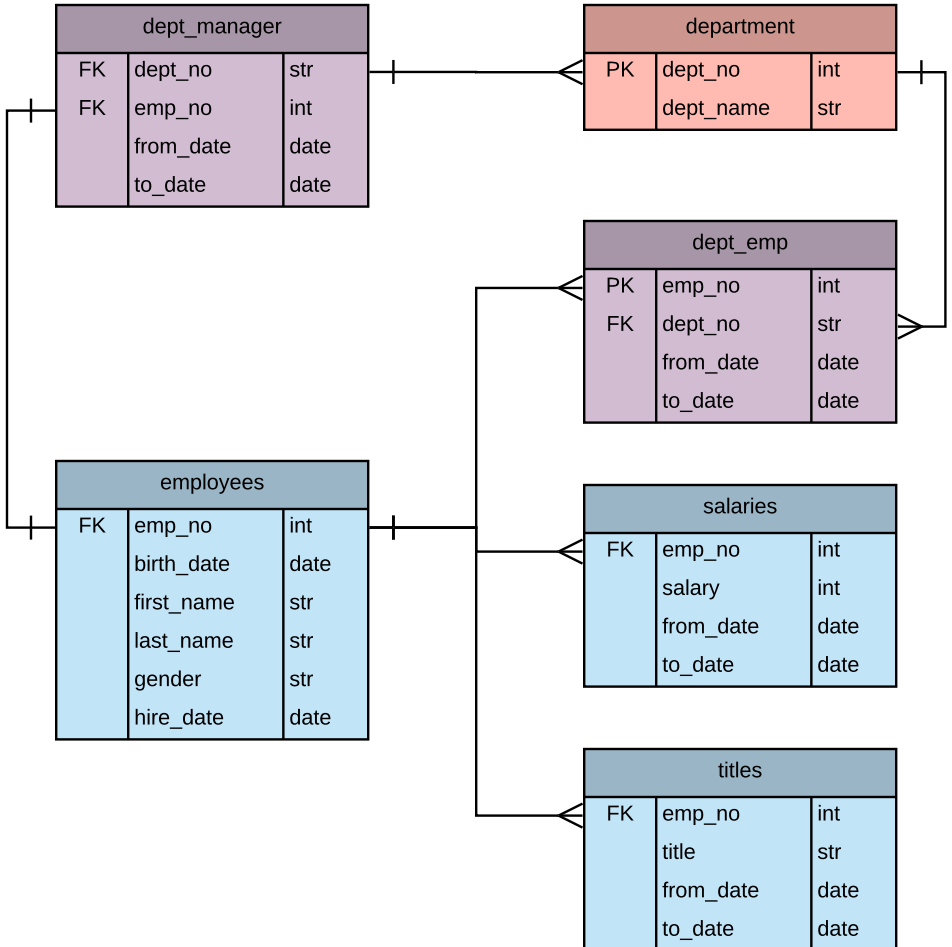 dept_manager
FK dept_no str
FK emp_no int
from_date date
to_date date
department
PK dept_no int
dept_name str
dept_emp
PK emp_no int
FK dept_no str
from_date date
to_date date
employees
FK emp_no int
birth_date date
first_name str
last_name str
gender str
hire_date date
salaries
FK emp_no int
salary int
from_date date
to_date date
titles
FK emp_no int
title str
from_date date
to_date date